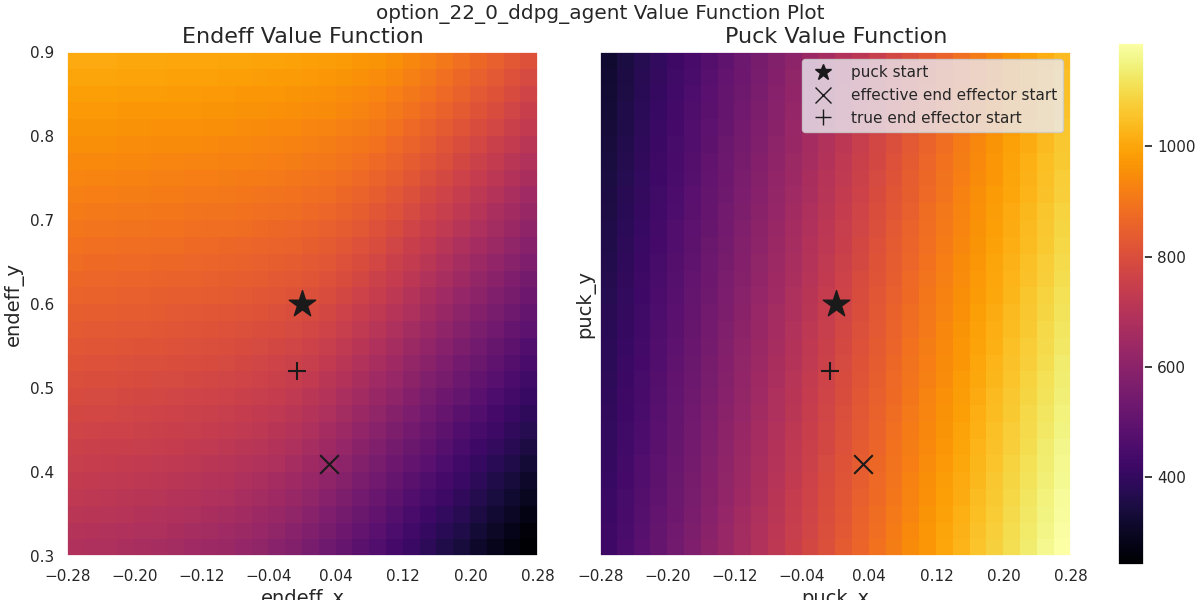 option_22_0_ddpg_agent Value Function Plot
Endeff Value Function
Puck Value Function
0.9
0.8
0.7
0.6
0.5
0.4
0.3
endeff_y
−0.28 −0.20 −0.12 −0.04 0.04 0.12 0.20 0.28
endeff_x
puck_y
puck start
effective end effector start
true end effector start
−0.28 −0.20 −0.12 −0.04 0.04 0.12 0.20 0.28
puck_x
1000
800
600
400